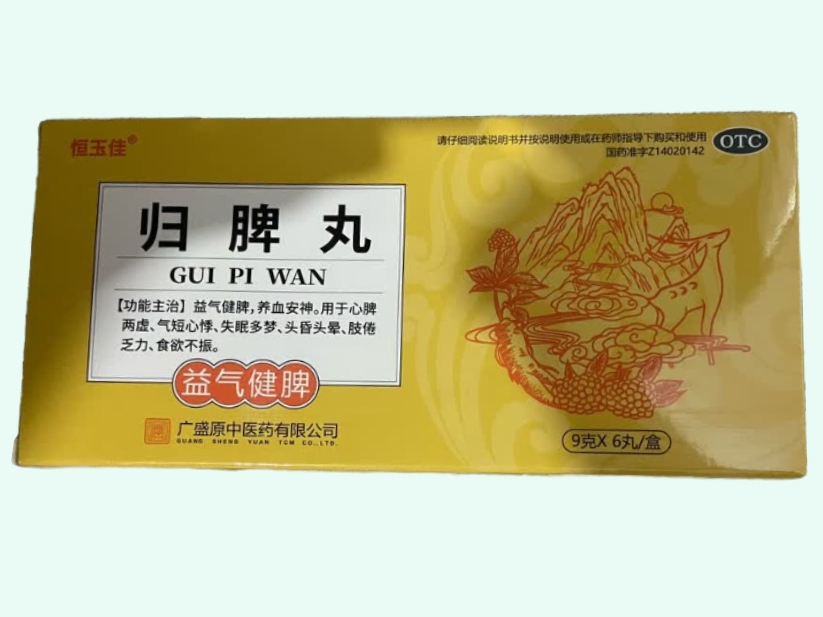 恒玉佳®
请仔细阅读说明书并按说明使用或在药师指导下购买和使用
国药准字Z14020142
OTC
归脾丸
GUI PI WAN
【功能主治】益气健脾,养血安神。用于心脾
两虚、气短心悸、失眠多梦、头昏头晕、肢倦
乏力、食欲不振。
益气健脾
广盛原中医药有限公司
GUANG SHENG YUAN TCM CO.,LTD.
9克X 6丸/盒